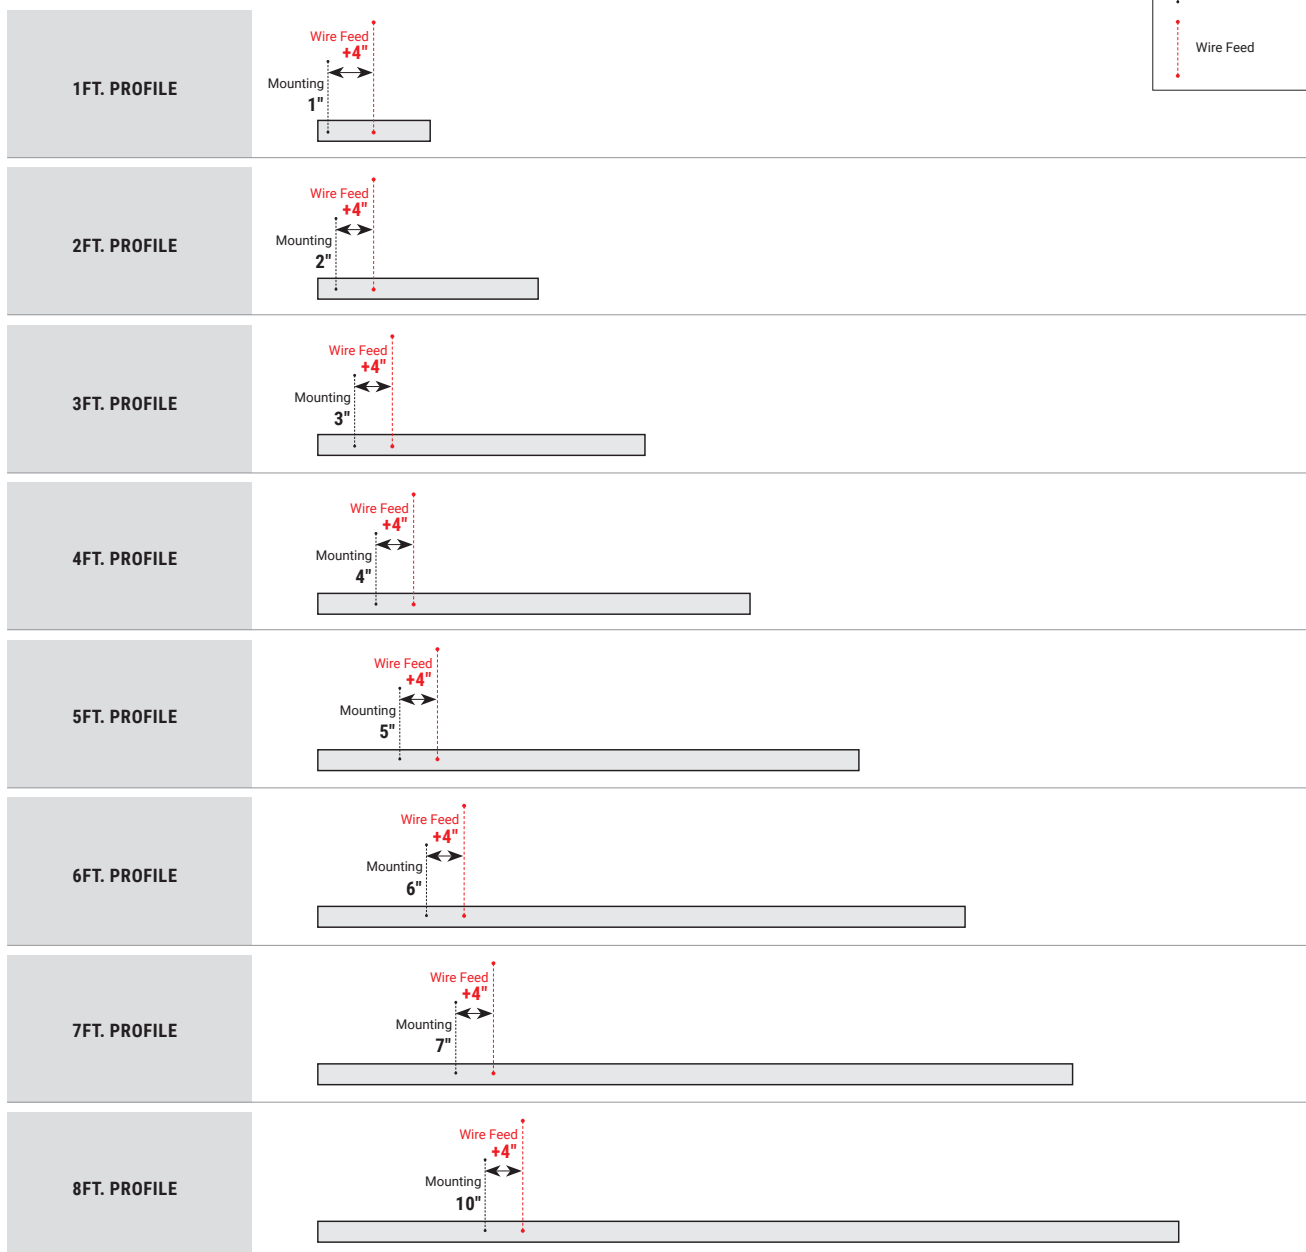 Wire Feed
Wire Feed
+4"
Mounting
1"
1FT. PROFILE
Wire Feed
+4"
Mounting
2"
2FT. PROFILE
Wire Feed
+4"
Mounting
3"
3FT. PROFILE
Wire Feed
+4"
Mounting
4"
4FT. PROFILE
Wire Feed
+4"
Mounting
5"
5FT. PROFILE
Wire Feed
+4"
Mounting
6"
6FT. PROFILE
Wire Feed
+4"
Mounting
7"
7FT. PROFILE
Wire Feed
+4"
Mounting
10"
8FT. PROFILE